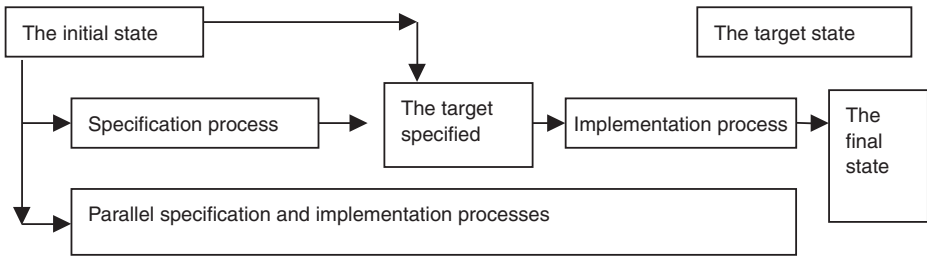 The initial state
The target state
Specification process
The target
specified
Implementation process
The
final
state
Parallel specification and implementation processes